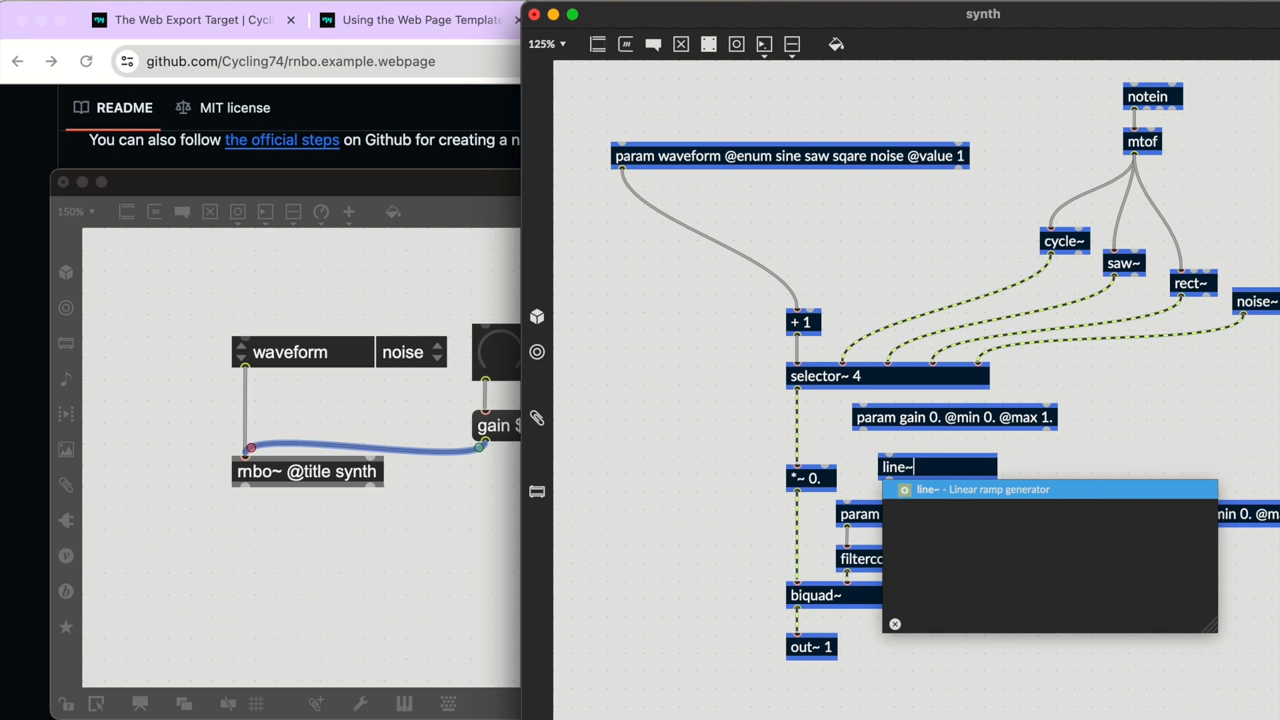 The Web Export Target | Cycli
Using the Web Page Template
github.com/Cycling74/rnbo.example.webpage
README
MIT license
You can also follow the official steps on Github for creating a n
150%
waveform
noise
gain $
rnbo~ @title synth
synth
125%
notein
mtof
param waveform @enum sine saw sqare noise @value 1
cycle~
saw~
rect~
noise~
+ 1
selector~ 4
param gain 0. @min 0. @max 1.
line~
line~ - Linear ramp generator
*~ 0.
param
min 0. @ma
filterco
biquad~
out~ 1